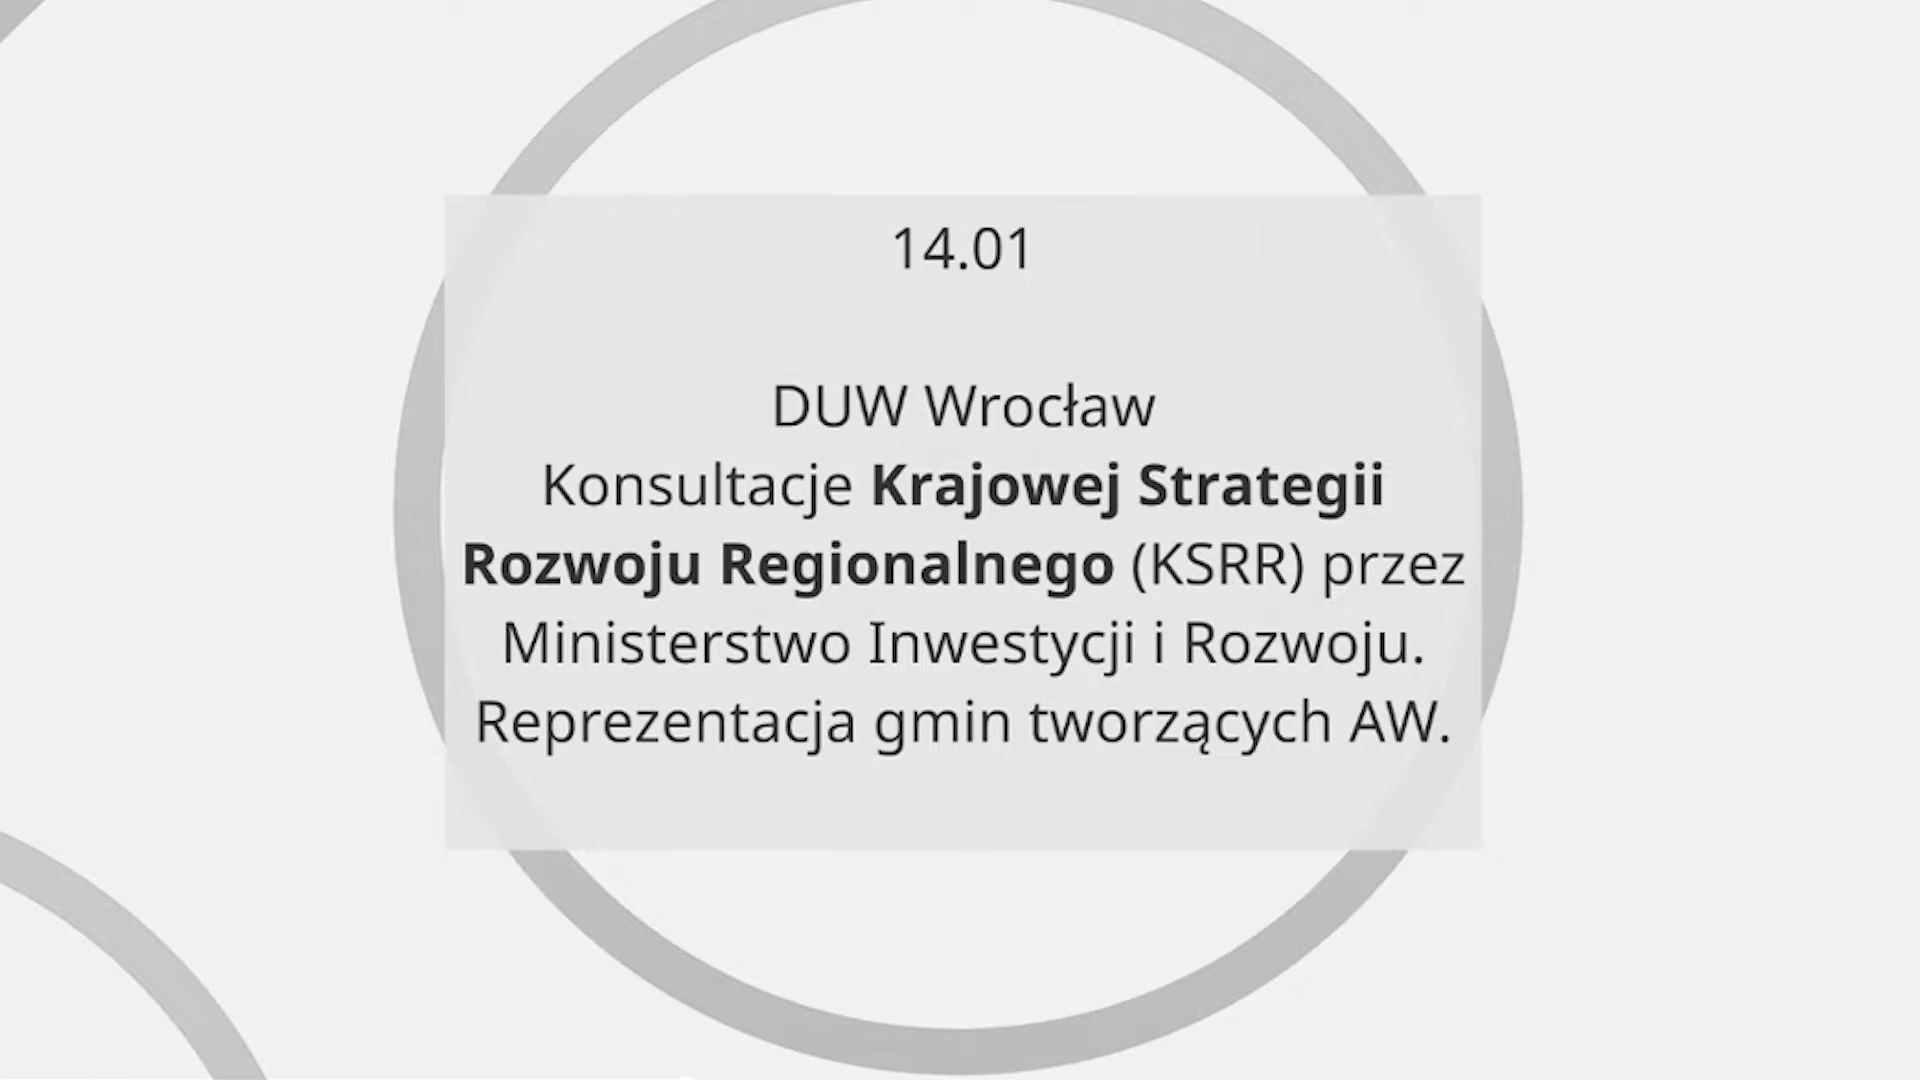 14.01
DUW Wrocław
Konsultacje Krajowej Strategii
Rozwoju Regionalnego (KSRR) przez
Ministerstwo Inwestycji i Rozwoju.
Reprezentacja gmin tworzących AW.